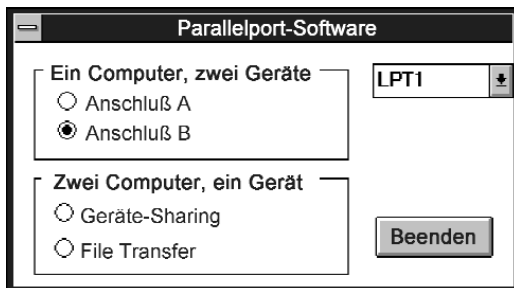 Parallelport-Software
Ein Computer, zwei Geräte
Anschluß A
Anschluß B
LPT1
Zwei Computer, ein Gerät
Geräte-Sharing
File Transfer
Beenden